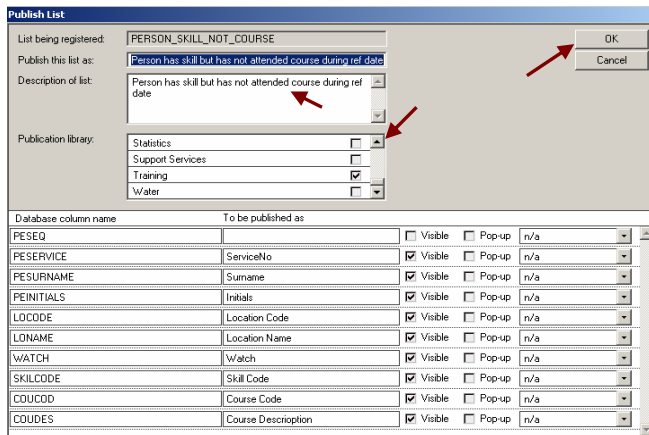 Publish List
List being registered: PERSON_SKILL_NOT_COURSE OK
Publish this list as: Person has skill but has not attended course during ref date Cancel
Description of list: Person has skill but has not attended course during ref
date
Publication library:
Statistics
Support Services
Training
Water
Database column name To be published as
PESEQ Visible Pop-up n/a
PESERVICE ServiceNo Visible Pop-up n/a
PESURNAME Surname Visible Pop-up n/a
PEINITIALS Initials Visible Pop-up n/a
LOCODE Location Code Visible Pop-up n/a
LONAME Location Name Visible Pop-up n/a
WATCH Watch Visible Pop-up n/a
SKILCODE Skill Code Visible Pop-up n/a
COUCOD Course Code Visible Pop-up n/a
COUDES Course Descrioption Visible Pop-up n/a